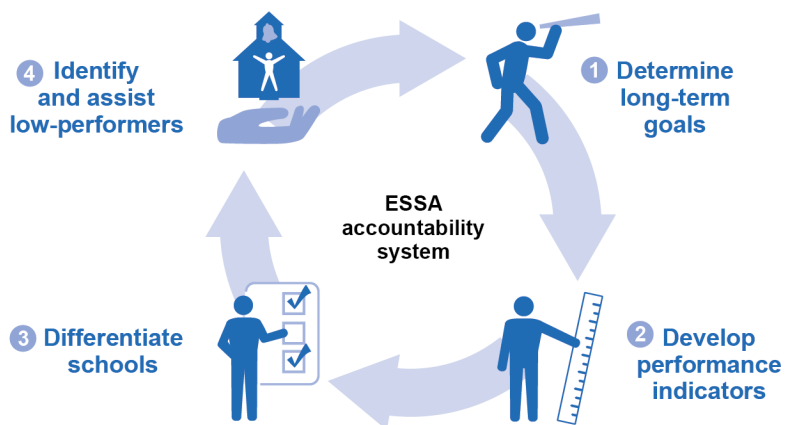 1 Determine
long-term
goals
2 Develop
performance
indicators
3 Differentiate
schools
4 Identify
and assist
low-performers
ESSA
accountability
system